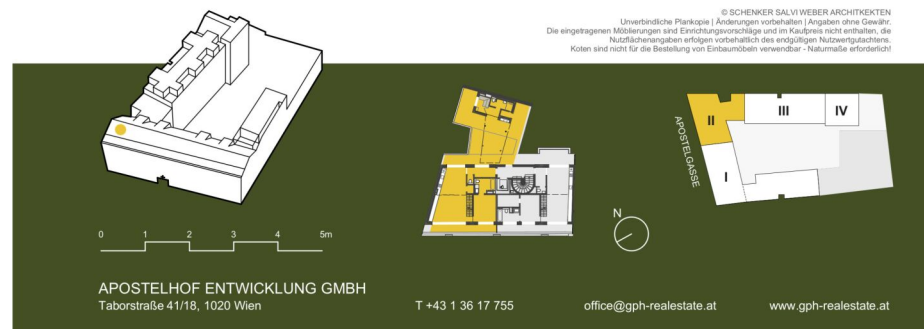 © SCHENKER SALVI WEBER ARCHITKEKTEN
Unverbindliche Plankopie | Änderungen vorbehalten | Angaben ohne Gewähr.
Die eingetragenen Möblierungen sind Einrichtungsvorschläge und im Kaufpreis nicht enthalten, die
Nutzflächenangaben erfolgen vorbehaltlich des endgültigen Nutzwertgutachtens.
Koten sind nicht für die Bestellung von Einbaumöbeln verwendbar - Naturmaße erforderlich!
II
III
IV
I
APOSTELGASSE
N
0 1 2 3 4 5m
APOSTELHOF ENTWICKLUNG GMBH
Taborstraße 41/18, 1020 Wien
T +43 1 36 17 755
office@gph-realestate.at
www.gph-realestate.at